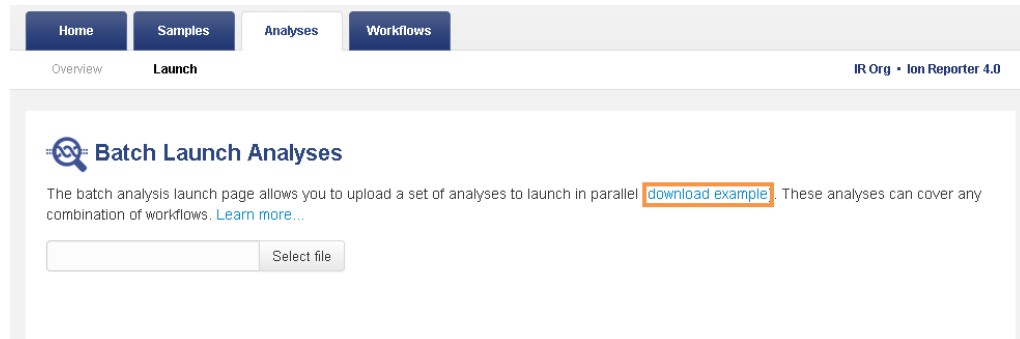 Home Samples Analyses Workflows
Overview Launch IR Org • Ion Reporter 4.0
Batch Launch Analyses
The batch analysis launch page allows you to upload a set of analyses to launch in parallel (download example). These analyses can cover any
combination of workflows. Learn more...
Select file